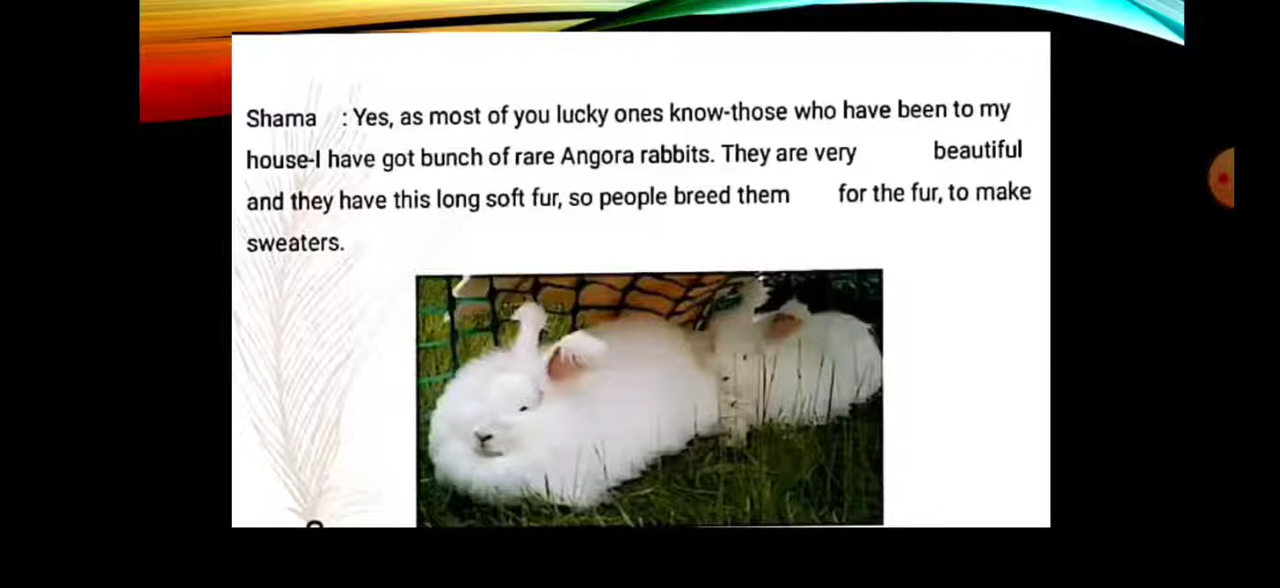 Shama : Yes, as most of you lucky ones know-those who have been to my
house-I have got bunch of rare Angora rabbits. They are very beautiful
and they have this long soft fur, so people breed them for the fur, to make
sweaters.